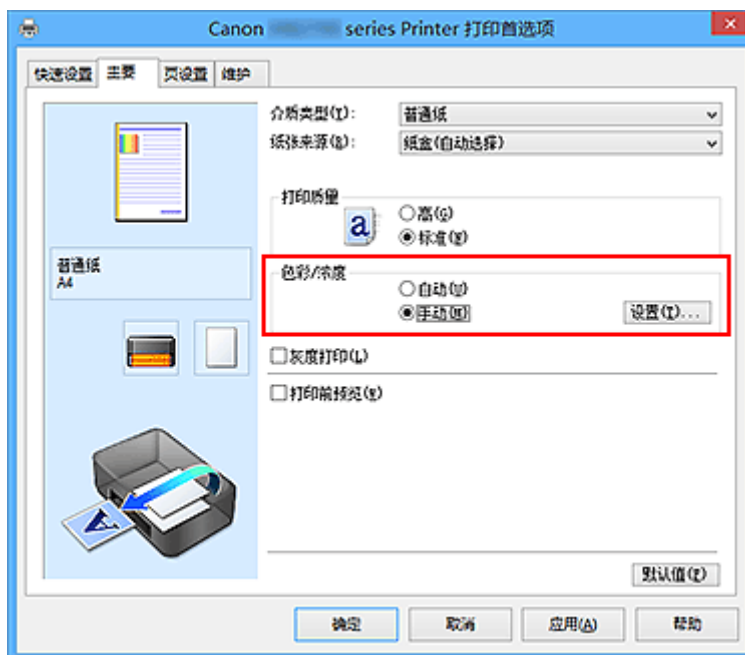 Canon series Printer 打印首选项
快速设置 主要 页设置 维护
介质类型(T): 普通纸
纸张来源(S): 纸盒(自动选择)
打印质量
a
高(G)
标准(Y)
普通纸
A4
色彩/浓度
自动(U)
手动(M) 设置(T)...
灰度打印(L)
打印前预览(E)
A
默认值(F)
确定 取消 应用(A) 帮助